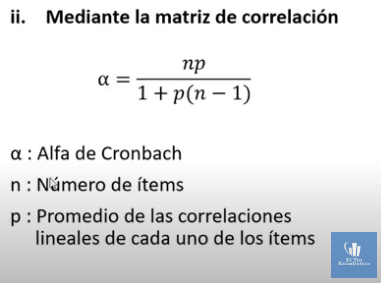 ii. Mediante la matriz de correlación
α = np / 1 + p(n − 1)
α : Alfa de Cronbach
n : Número de ítems
p : Promedio de las correlaciones
lineales de cada uno de los ítems